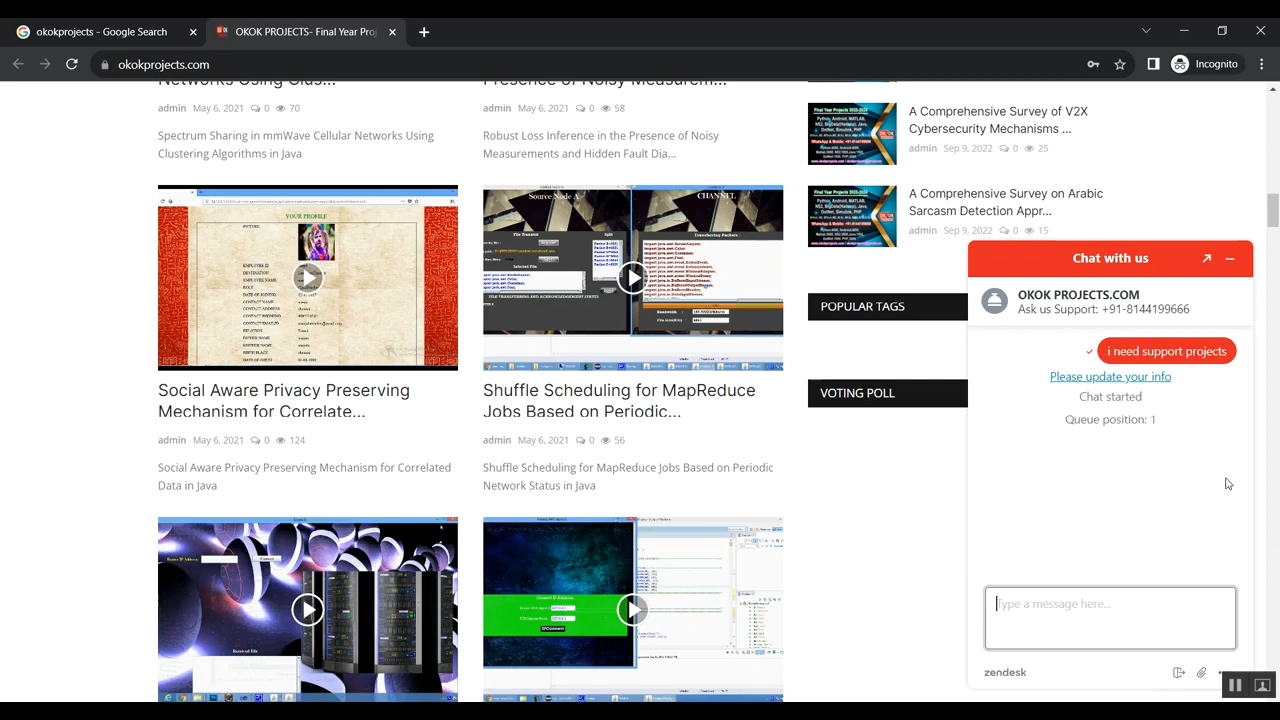 okokprojects - Google Search
OKOK PROJECTS- Final Year Pro
okokprojects.com
Incognito
Networks Using Glas...
Presence of Noisy Measurem...
admin May 6, 2021 0 70
admin May 6, 2021 0 58
Spectrum Sharing in mmWave Cellular Networks Using
Clustering Algorithms in Java
Robust Loss Inference in the Presence of Noisy
Measurements and Hidden Fault Dia...
A Comprehensive Survey of V2X
Cybersecurity Mechanisms ...
admin Sep 9, 2022 0 25
A Comprehensive Survey on Arabic
Sarcasm Detection Appr...
admin Sep 9, 2022 0 15
YOUR PROFILE
Source Node A
CHANNEL
Social Aware Privacy Preserving
Mechanism for Correlate...
admin May 6, 2021 0 124
Social Aware Privacy Preserving Mechanism for Correlated
Data in Java
Shuffle Scheduling for MapReduce
Jobs Based on Periodic...
admin May 6, 2021 0 56
Shuffle Scheduling for MapReduce Jobs Based on Periodic
Network Status in Java
POPULAR TAGS
VOTING POLL
Chat with us
OKOK PROJECTS.COM
Ask us Support +91- 8144199666
i need support projects
Please update your info
Chat started
Queue position: 1
Type a message here...
zendesk